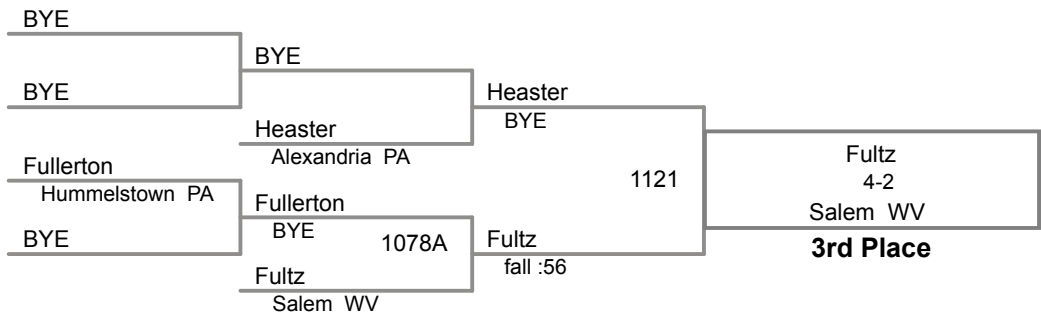 BYE
BYE
BYE
Heaster
BYE
Heaster
Alexandria PA
Fullerton
Hummelstown PA
1121
Fultz
4-2
Salem WV
3rd Place
Fullerton
BYE
1078A
BYE
Fultz
fall :56
Fultz
Salem WV